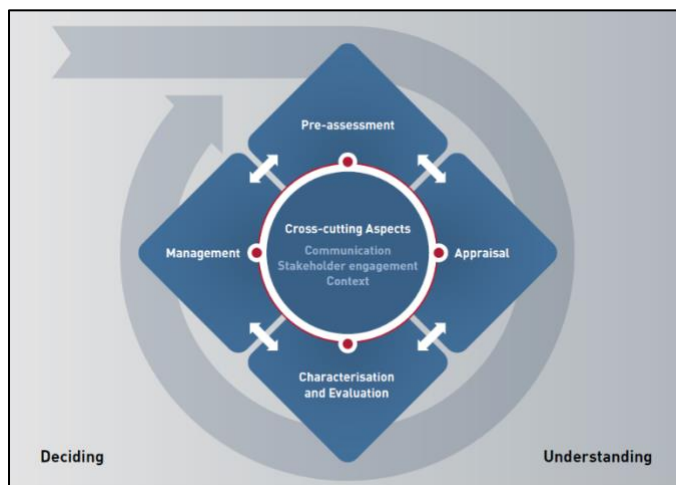 Pre-assessment
Cross-cutting Aspects
Communication
Stakeholder engagement
Context
Management
Appraisal
Characterisation
and Evaluation
Deciding
Understanding